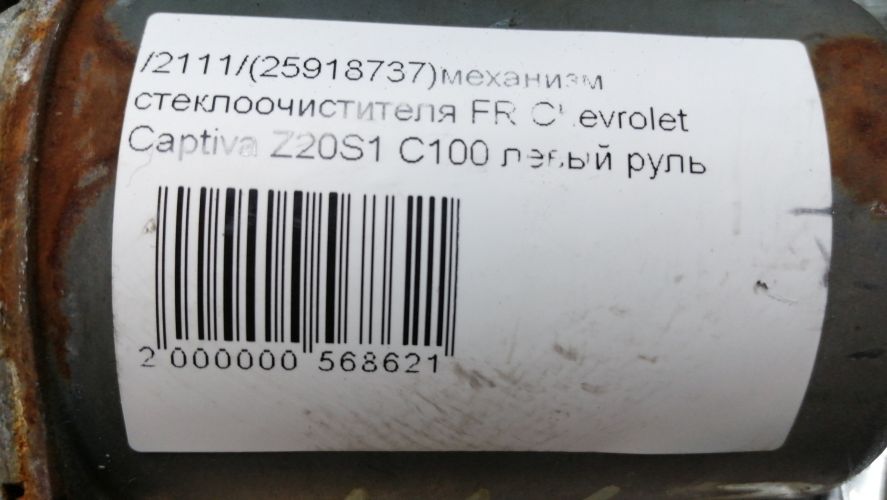 /2111/(25918737)механизм
стеклоочистителя FR Chevrolet
Captiva Z20S1 C100 левый руль
2 000000 568621